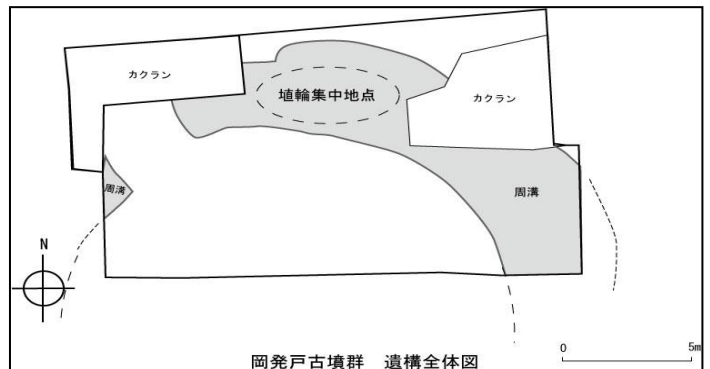 カクラン
埴輪集中地点
カクラン
周溝
周溝
N
0 5m
岡発戸古墳群 遺構全体図